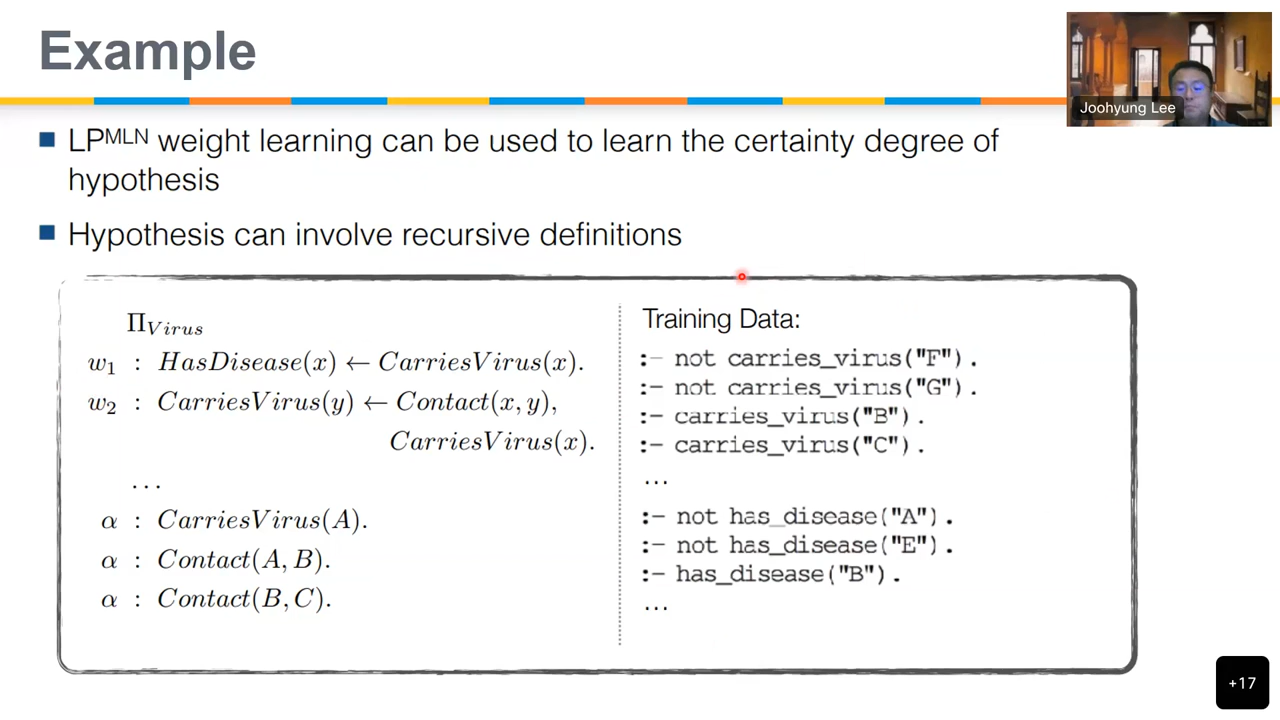 Example
Joohyung Lee
■ LPᴹᴸᴺ weight learning can be used to learn the certainty degree of
hypothesis
■ Hypothesis can involve recursive definitions
Π_Virus
w₁ : HasDisease(x) ← CarriesVirus(x).
w₂ : CarriesVirus(y) ← Contact(x, y),
CarriesVirus(x).
...
α : CarriesVirus(A).
α : Contact(A, B).
α : Contact(B, C).
Training Data:
:- not carries_virus("F").
:- not carries_virus("G").
:- carries_virus("B").
:- carries_virus("C").
...
:- not has_disease("A").
:- not has_disease("E").
:- has_disease("B").
...
+17